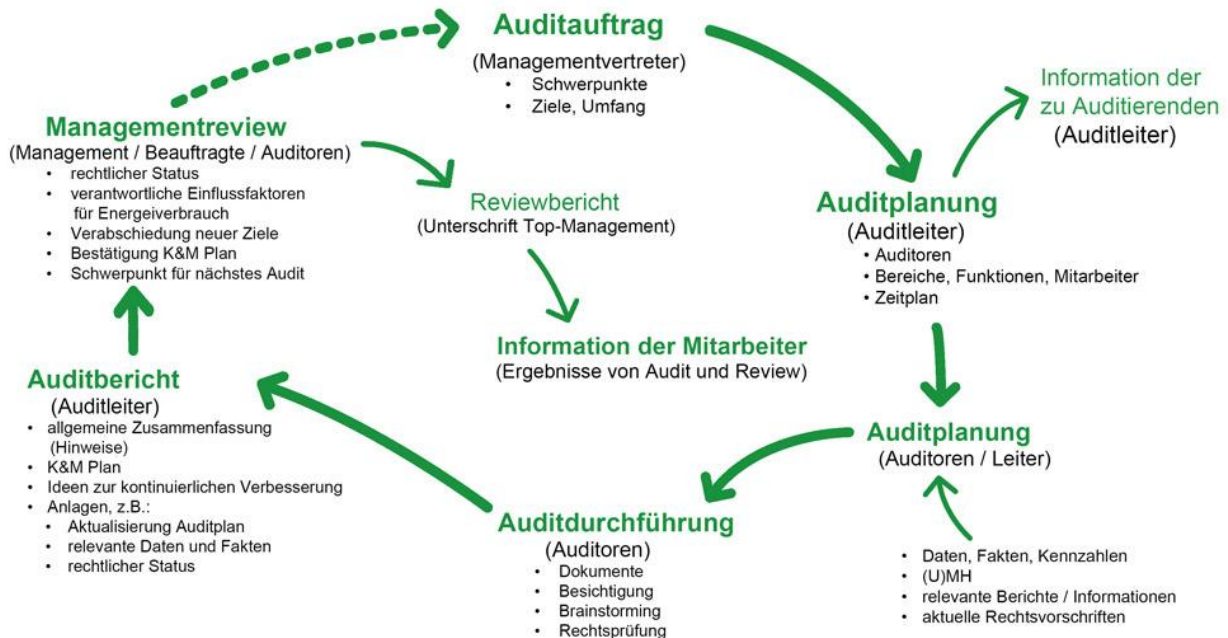 Auditauftrag
(Managementvertreter)
• Schwerpunkte
• Ziele, Umfang
Information der
zu Auditierenden
(Auditleiter)
Auditplanung
(Auditleiter)
• Auditoren
• Bereiche, Funktionen, Mitarbeiter
• Zeitplan
Auditplanung
(Auditoren / Leiter)
• Daten, Fakten, Kennzahlen
• (U)MH
• relevante Berichte / Informationen
• aktuelle Rechtsvorschriften
Auditdurchführung
(Auditoren)
• Dokumente
• Besichtigung
• Brainstorming
• Rechtsprüfung
Auditbericht
(Auditleiter)
• allgemeine Zusammenfassung
(Hinweise)
• K&M Plan
• Ideen zur kontinuierlichen Verbesserung
• Anlagen, z.B.:
• Aktualisierung Auditplan
• relevante Daten und Fakten
• rechtlicher Status
Managementreview
(Management / Beauftragte / Auditoren)
• rechtlicher Status
• verantwortliche Einflussfaktoren
für Energeiverbrauch
• Verabschiedung neuer Ziele
• Bestätigung K&M Plan
• Schwerpunkt für nächstes Audit
Reviewbericht
(Unterschrift Top-Management)
Information der Mitarbeiter
(Ergebnisse von Audit und Review)